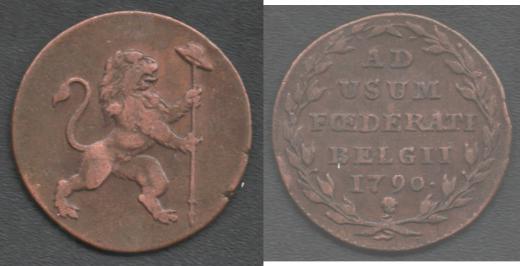 AD
USUM
FŒDERATI
BELGII
1790.